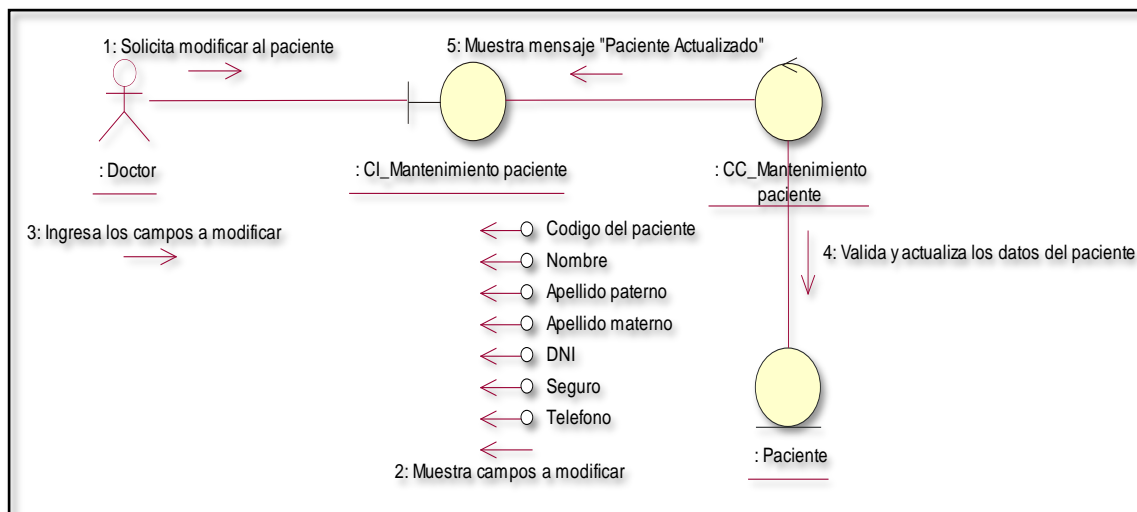 1: Solicita modificar al paciente
5: Muestra mensaje "Paciente Actualizado"
: Doctor
: CI_Mantenimiento paciente
: CC_Mantenimiento
paciente
3: Ingresa los campos a modificar
Codigo del paciente
Nombre
Apellido paterno
Apellido materno
DNI
Seguro
Telefono
2: Muestra campos a modificar
4: Valida y actualiza los datos del paciente
: Paciente